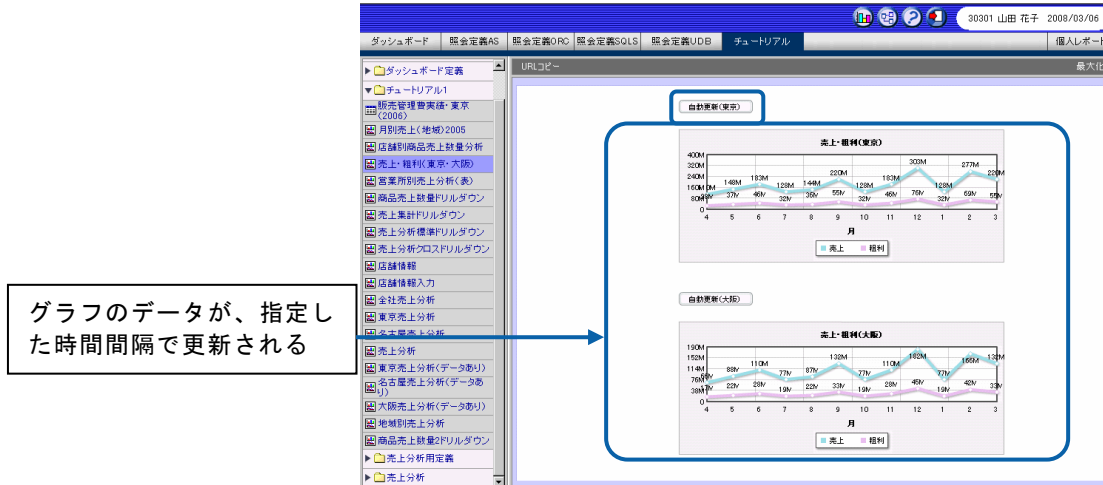 30301 山田 花子 2008/03/06
ダッシュボード 照会定義AS 照会定義ORC 照会定義SQLS 照会定義UDB チュートリアル 個人レポート
URLコピー 最大化
ダッシュボード定義
チュートリアル1
販売管理費実績・東京
(2006)
月別売上(地域)2005
店舗別商品売上数量分析
売上・粗利(東京・大阪)
営業所別売上分析(表)
商品売上数量ドリルダウン
売上集計ドリルダウン
売上分析標準ドリルダウン
売上分析クロスドリルダウン
店舗情報
店舗情報入力
全社売上分析
東京売上分析
名古屋売上分析
売上分析
東京売上分析(データあり)
名古屋売上分析(データあ
り)
大阪売上分析(データあり)
地域別売上分析
商品売上数量2ドリルダウン
売上分析用定義
売上分析
グラフのデータが、指定し
た時間間隔で更新される
自動更新(東京)
売上・粗利(東京)
400M
320M
240M
160M
80M
0
148M 183M 128M 144M 220M 128M 183M 303M 128M 277M 220M
37M 46M 32M 36M 55M 32M 46M 76M 32M 69M 55M
4 5 6 7 8 9 10 11 12 1 2 3
月
売上 粗利
自動更新(大阪)
売上・粗利(大阪)
190M
152M
114M
76M
38M
0
88M 110M 77M 87M 132M 77M 110M 182M 77M 166M 132M
22M 28M 19M 22M 33M 19M 28M 45M 19M 42M 33M
4 5 6 7 8 9 10 11 12 1 2 3
月
売上 粗利